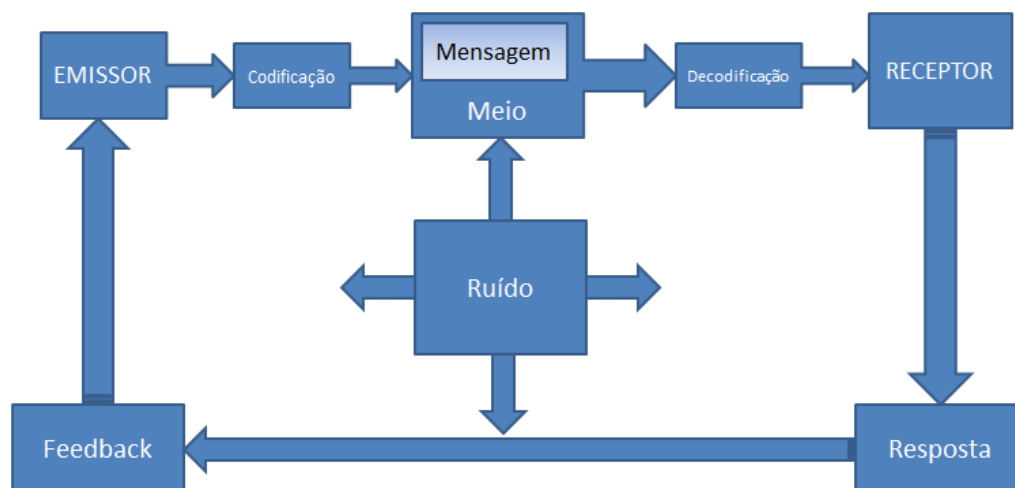 EMISSOR
Codificação
Mensagem
Meio
Decodificação
RECEPTOR
Ruído
Feedback
Resposta